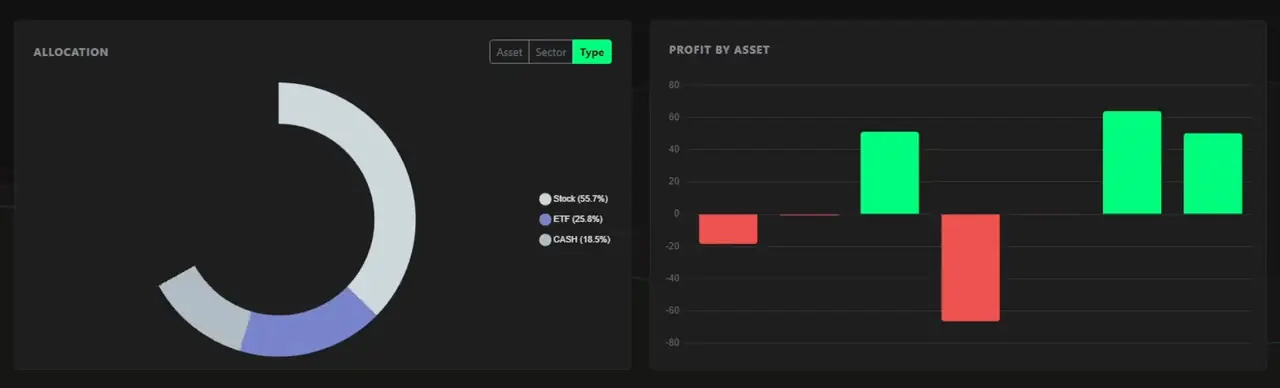 ALLOCATION
Asset Sector Type
Stock (55.7%)
ETF (25.8%)
CASH (18.5%)
PROFIT BY ASSET
80
60
40
20
0
-20
-40
-60
-80